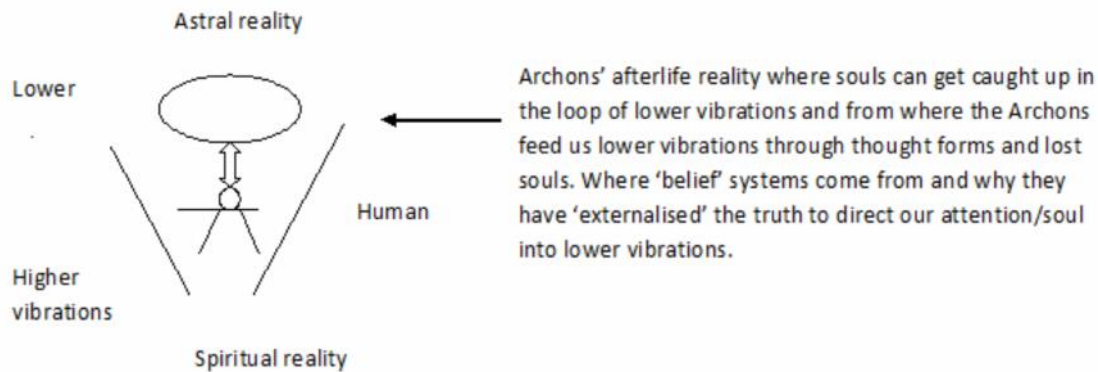 Astral reality
Lower
Archons’ afterlife reality where souls can get caught up in
the loop of lower vibrations and from where the Archons
feed us lower vibrations through thought forms and lost
souls. Where ‘belief’ systems come from and why they
have ‘externalised’ the truth to direct our attention/soul
into lower vibrations.
Human
Higher
vibrations
Spiritual reality